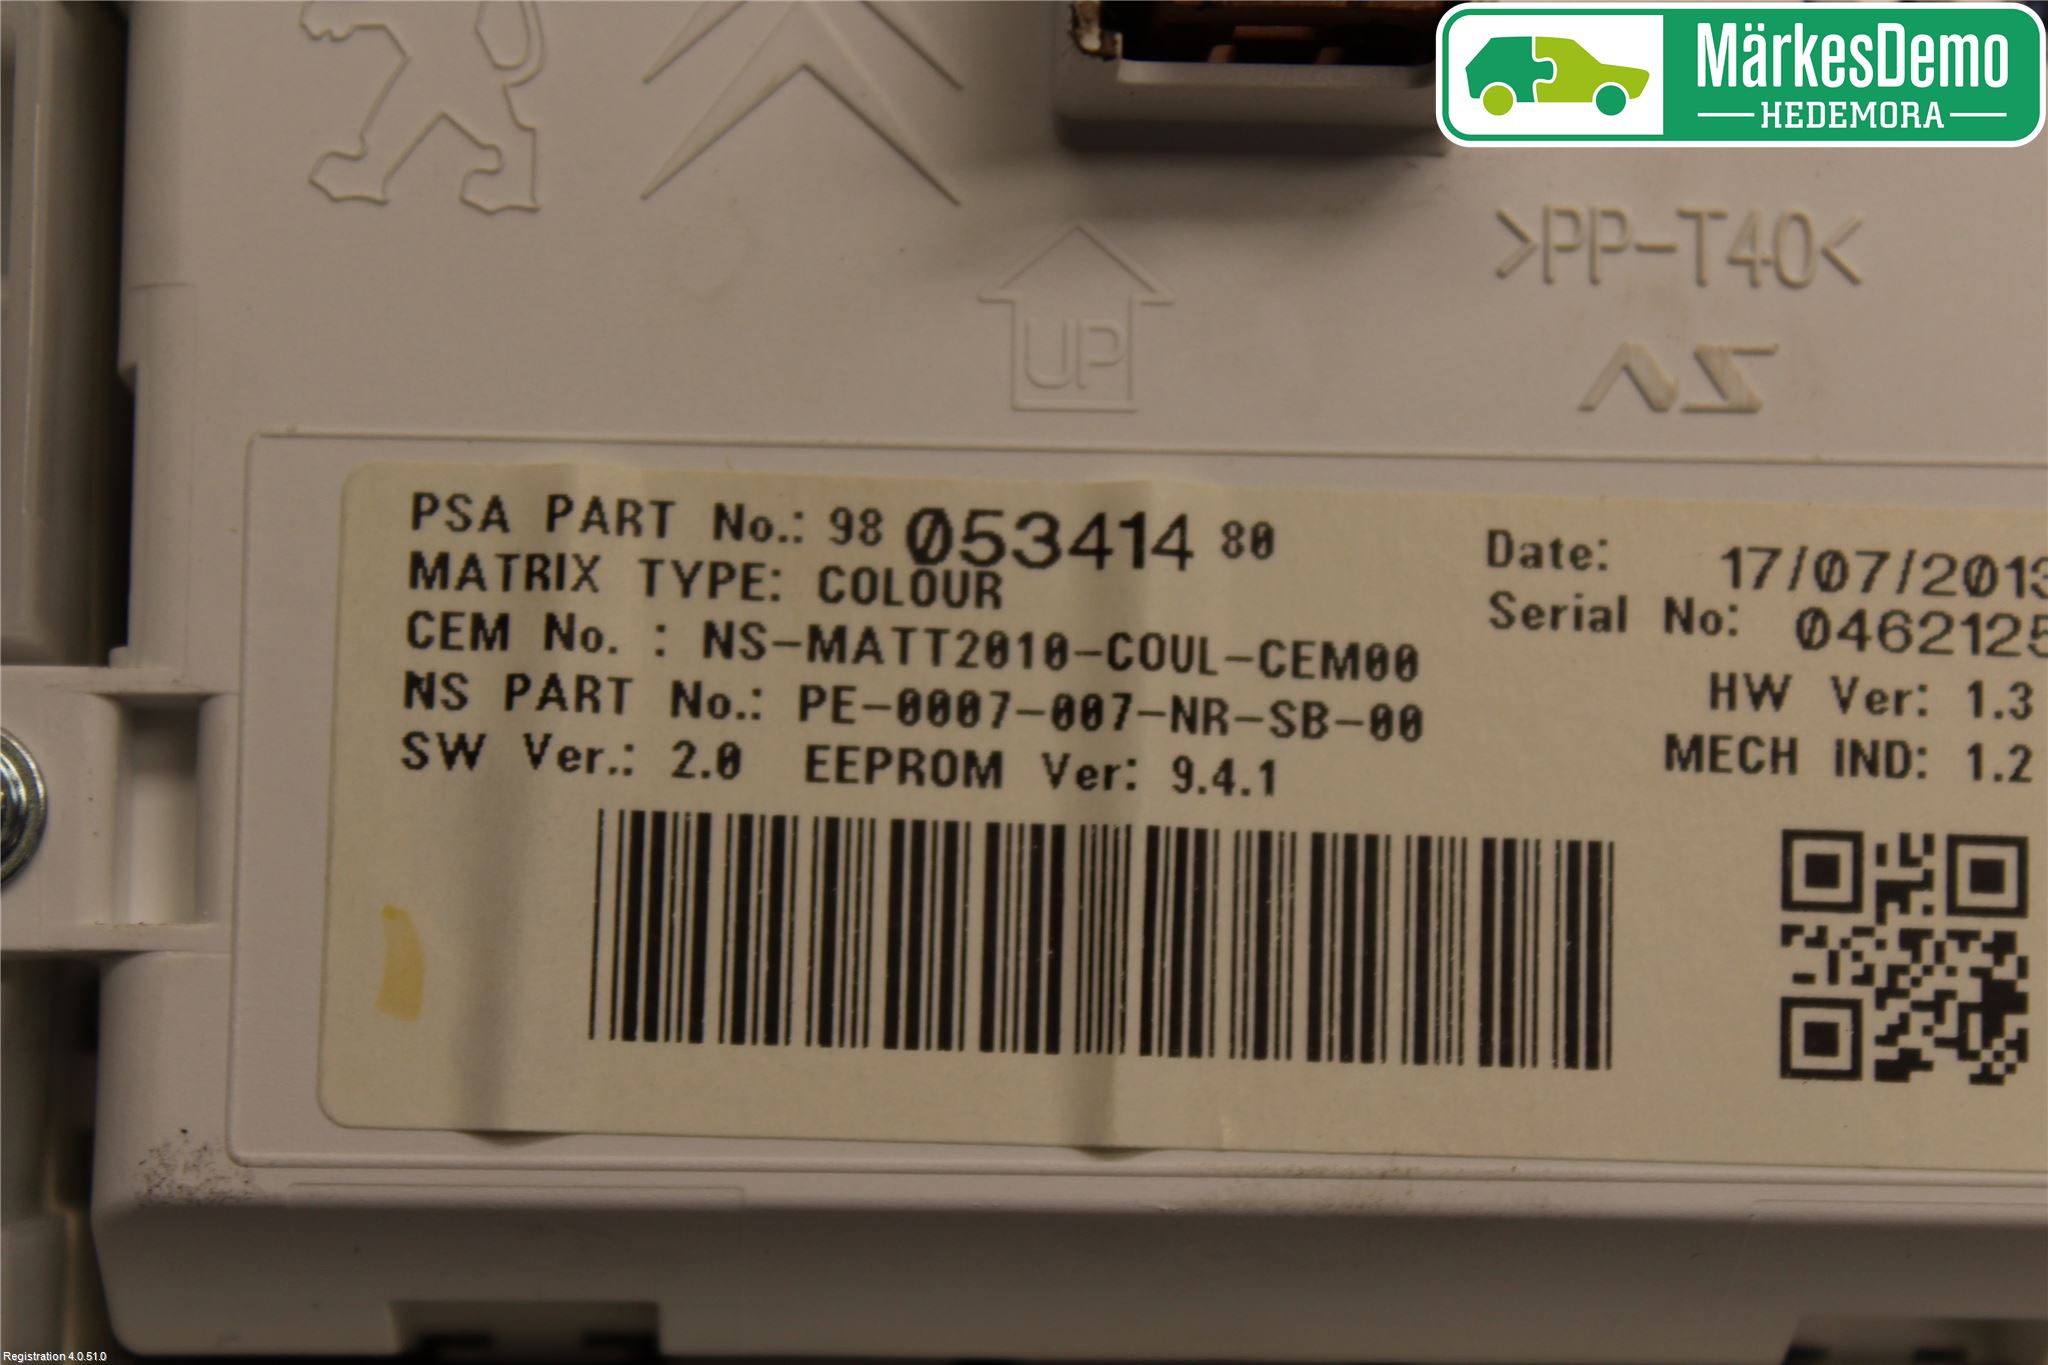 MärkesDemo
HEDEMORA
>PP-T40<
UP
NS
PSA PART No.: 98 053414 80
MATRIX TYPE: COLOUR
CEM No. : NS-MATT2010-COUL-CEM00
NS PART No.: PE-0007-007-NR-SB-00
SW Ver.: 2.0 EEPROM Ver: 9.4.1
Date: 17/07/2013
Serial No: 0462125
HW Ver: 1.3
MECH IND: 1.2
Registration 4.0.51.0